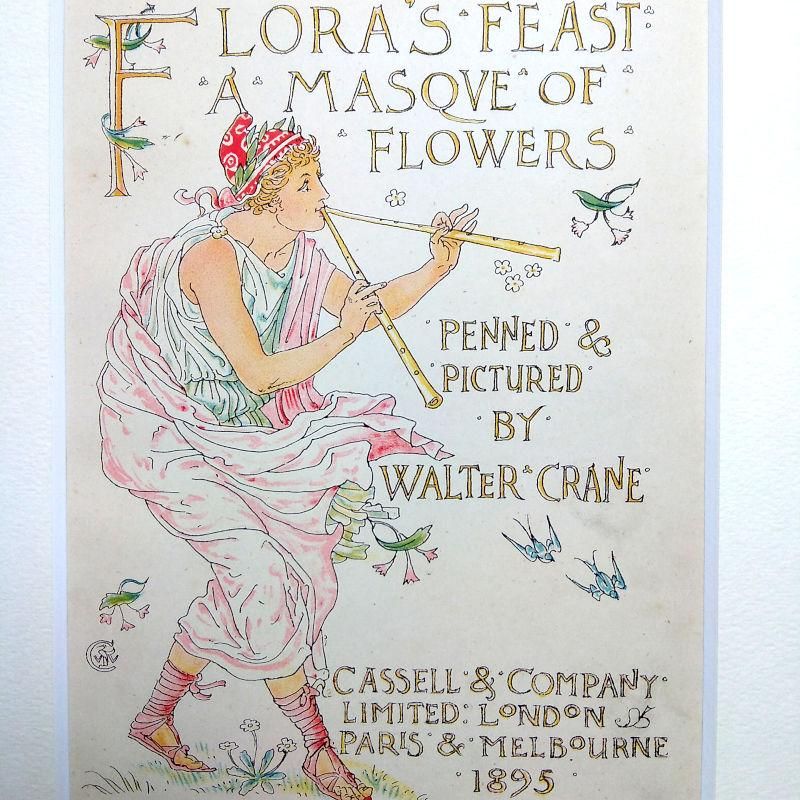 FLORA'S FEAST
A MASQVE OF
FLOWERS
PENNED &
PICTURED
BY
WALTER CRANE
CASSELL & COMPANY
LIMITED: LONDON
PARIS & MELBOURNE
1895